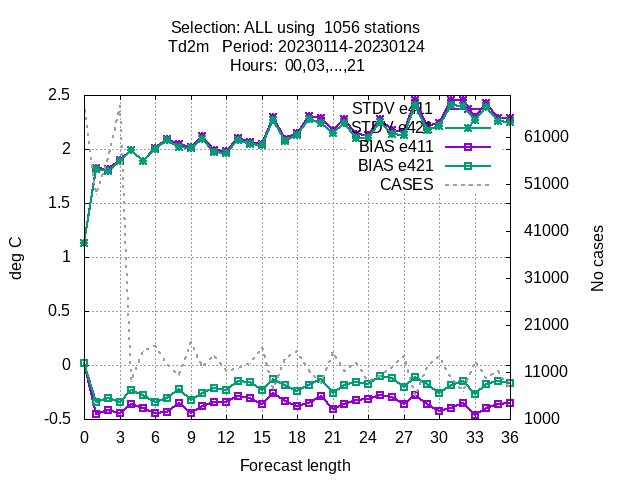 Selection: ALL using  1056 stations
Td2m   Period: 20230114-20230124
Hours:  00,03,...,21
STDV e411
STDV e421
BIAS e411
BIAS e421
CASES
2.5
2
1.5
1
0.5
0
-0.5
deg C
61000
51000
41000
31000
21000
11000
1000
No cases
0 3 6 9 12 15 18 21 24 27 30 33 36
Forecast length